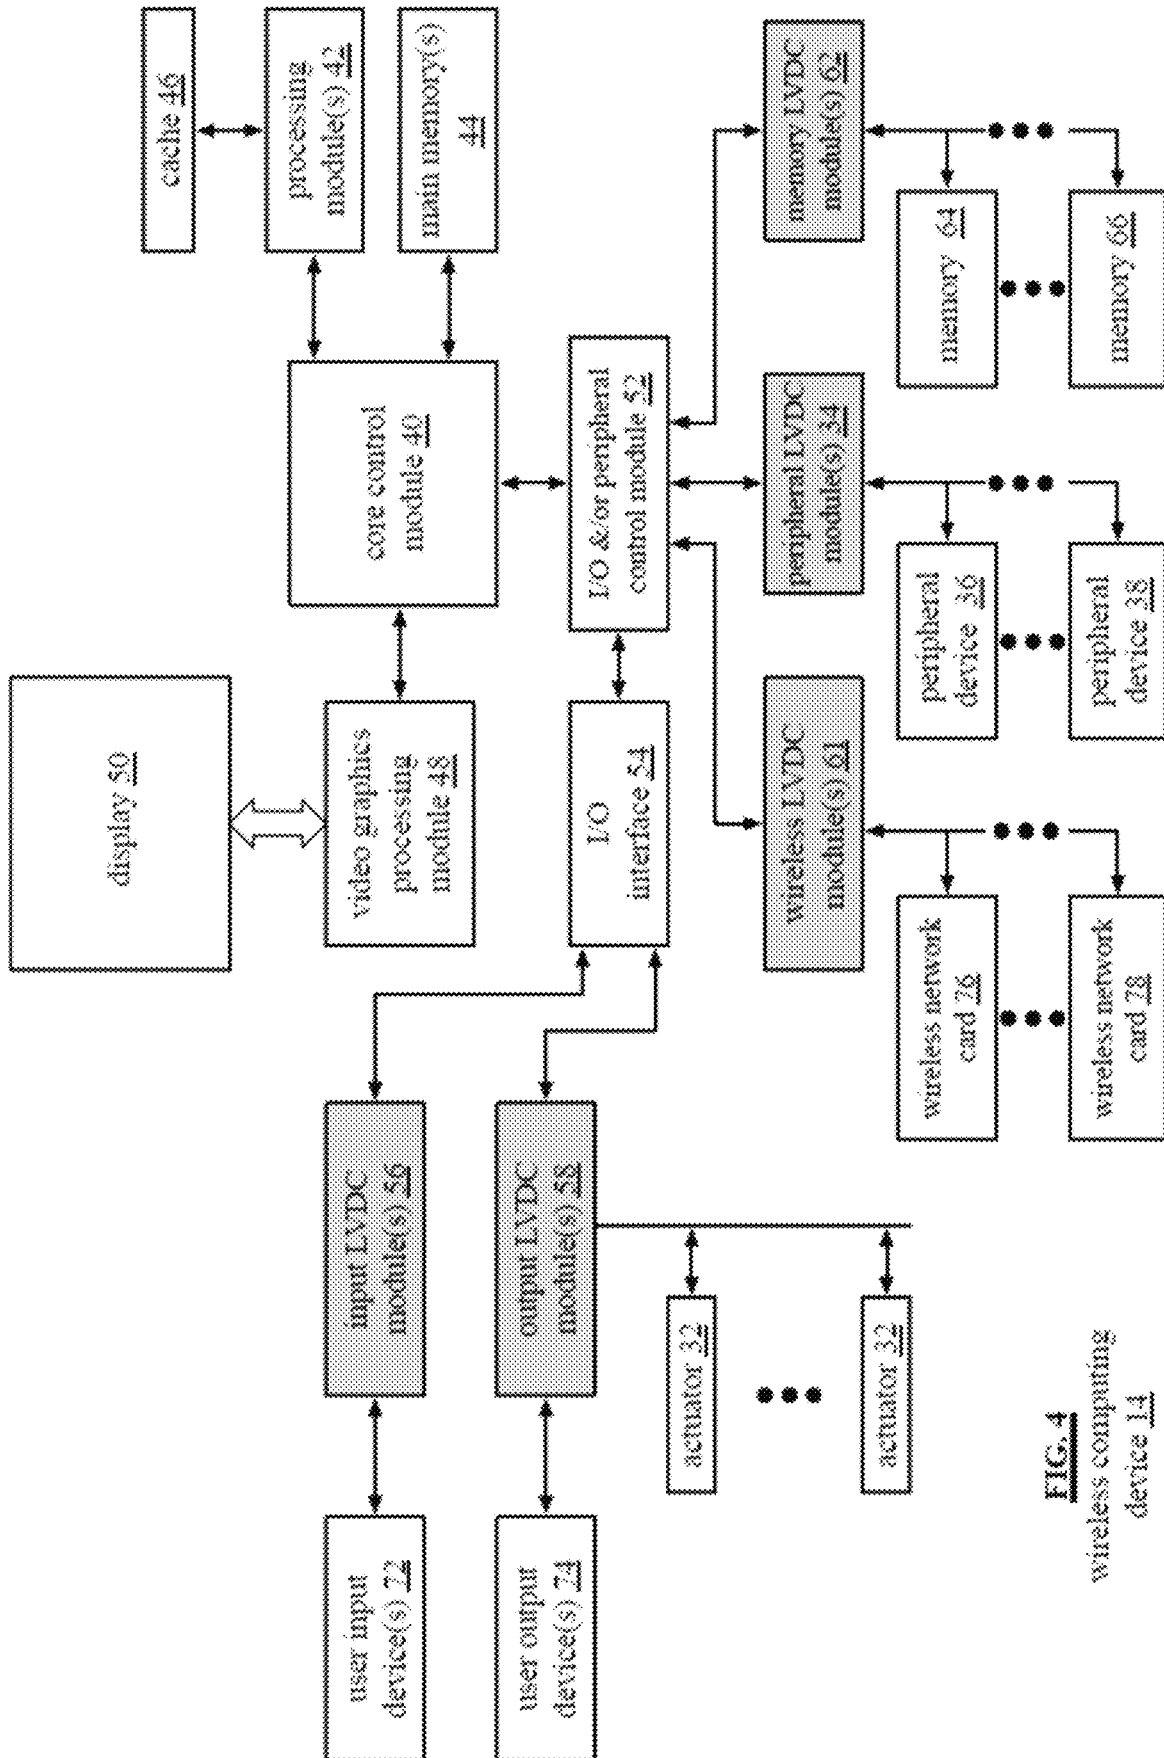 display 50
video graphics
processing
module 48
core control
module 40
cache 46
processing
module(s) 42
main memory(s)
44
user input
device(s) 72
input LVDC
module(s) 56
user output
device(s) 74
output LVDC
module(s) 58
I/O
interface 54
I/O &/or peripheral
control module 52
actuator 32
actuator 32
wireless LVDC
module(s) 61
peripheral LVDC
module(s) 34
memory LVDC
module(s) 62
wireless network
card 76
peripheral
device 36
memory 64
wireless network
card 78
peripheral
device 38
memory 66
FIG. 4
wireless computing
device 14